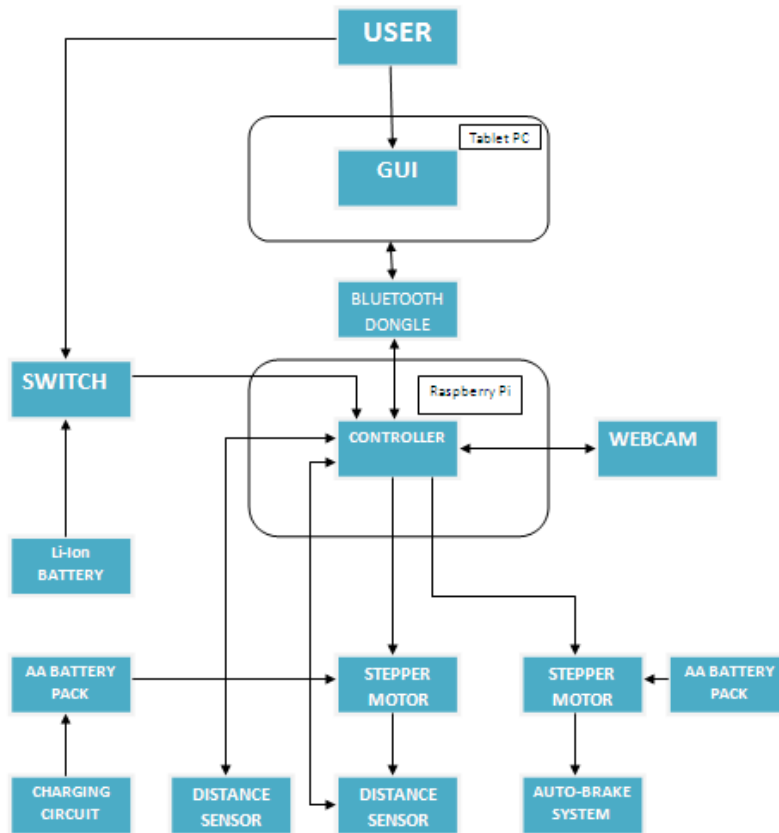 USER
Tablet PC
GUI
BLUETOOTH
DONGLE
SWITCH
Raspberry Pi
CONTROLLER
WEBCAM
Li-Ion
BATTERY
AA BATTERY
PACK
STEPPER
MOTOR
STEPPER
MOTOR
AA BATTERY
PACK
CHARGING
CIRCUIT
DISTANCE
SENSOR
DISTANCE
SENSOR
AUTO-BRAKE
SYSTEM